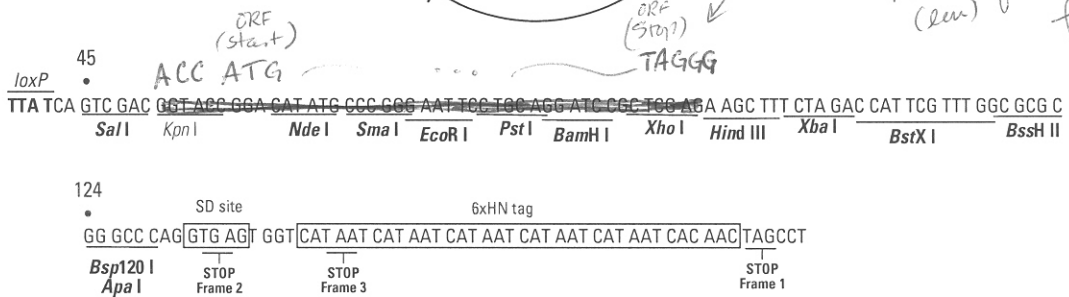 ORF
(start)
ORF
(Stop?)
45
ACC ATG
TAGGG
loxP
TTA TCA GTC GAC GGT ACC GGA CAT ATG CCC GGG AAT TCC TGC AGG ATC CGC TCG AGA AGC TTT CTA GAC CAT TCG TTT GGC GCG C
Sal I Kpn I Nde I Sma I EcoR I Pst I BamH I Xho I Hind III Xba I BstX I BssH II
124
SD site 6xHN tag
GG GCC CAG GTG AGT GGT CAT AAT CAT AAT CAT AAT CAT AAT CAT AAT CAC AAC TAGCCT
Bsp120 I
Apa I
STOP
Frame 2
STOP
Frame 3
STOP
Frame 1